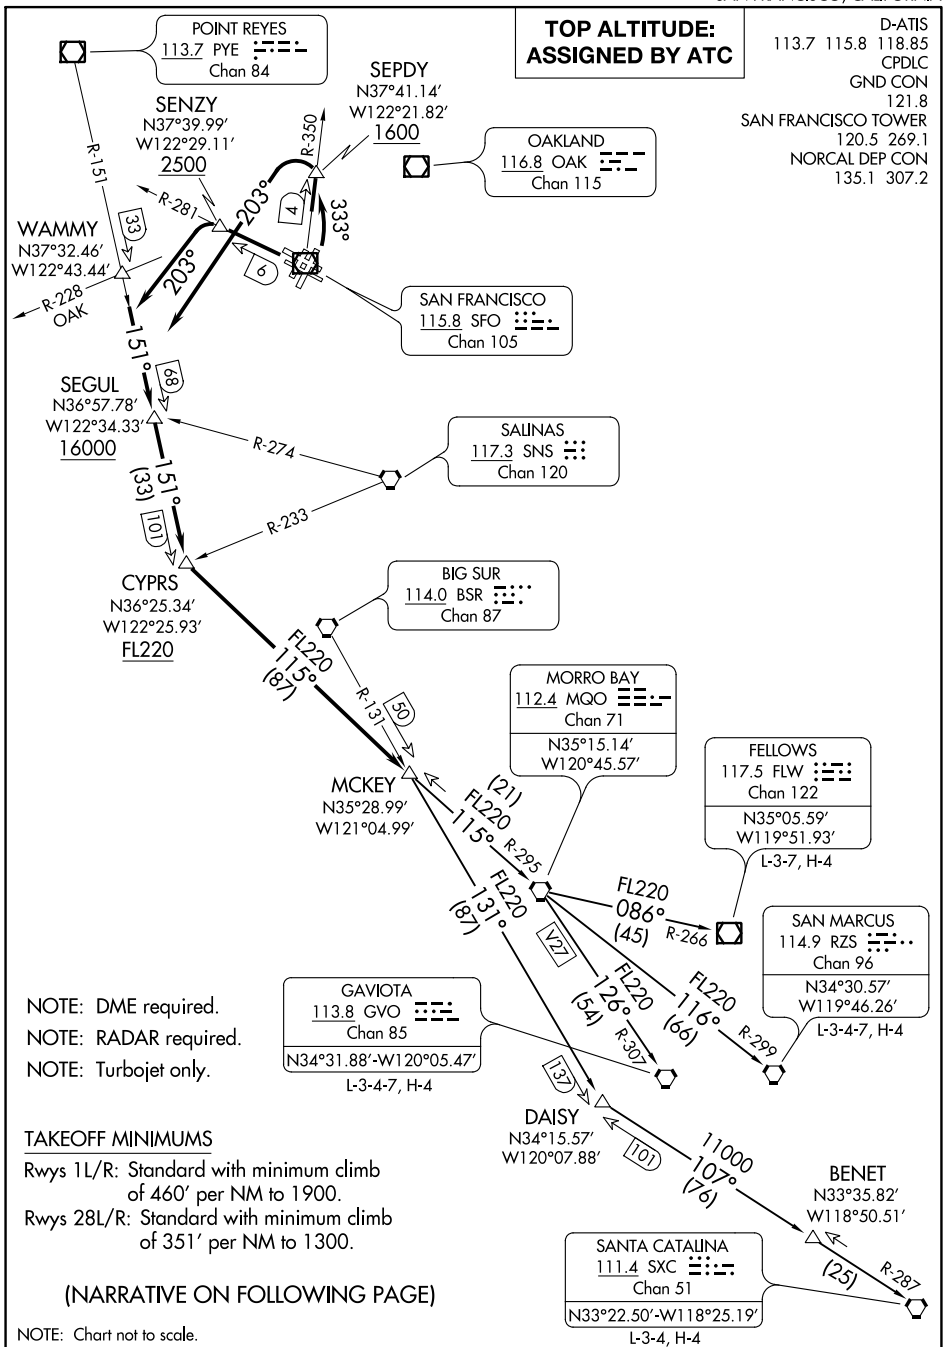 POINT REYES
113.7 PYE
Chan 84
TOP ALTITUDE:
ASSIGNED BY ATC
D-ATIS
113.7 115.8 118.85
CPDLC
GND CON
121.8
SAN FRANCISCO TOWER
120.5 269.1
NORCAL DEP CON
135.1 307.2
SEPDY
N37°41.14′
W122°21.82′
1600
SENZY
N37°39.99′
W122°29.11′
2500
R-350
OAKLAND
116.8 OAK
Chan 115
R-151
R-281
203°
4
333°
WAMMY
N37°32.46′
W122°43.44′
33
203°
6
R-228
OAK
SAN FRANCISCO
115.8 SFO
Chan 105
151°
68
SEGUL
N36°57.78′
W122°34.33′
16000
R-274
SALINAS
117.3 SNS
Chan 120
151°
(33)
101
R-233
CYPRS
N36°25.34′
W122°25.93′
FL220
BIG SUR
114.0 BSR
Chan 87
FL220
115°
(87)
R-131
50
MORRO BAY
112.4 MQO
Chan 71
N35°15.14′
W120°45.57′
FELLOWS
117.5 FLW
Chan 122
N35°05.59′
W119°51.93′
L-3-7, H-4
MCKEY
N35°28.99′
W121°04.99′
(21)
FL220
115°
R-295
FL220
131°
(87)
FL220
086°
(45)
R-266
V27
SAN MARCUS
114.9 RZS
Chan 96
N34°30.57′
W119°46.26′
L-3-4-7, H-4
FL220
126°
(54)
R-307
FL220
116°
(66)
R-299
GAVIOTA
113.8 GVO
Chan 85
N34°31.88′-W120°05.47′
L-3-4-7, H-4
NOTE: DME required.
NOTE: RADAR required.
NOTE: Turbojet only.
137
DAISY
N34°15.57′
W120°07.88′
101
11000
107°
(76)
BENET
N33°35.82′
W118°50.51′
(25)
R-287
TAKEOFF MINIMUMS
Rwys 1L/R: Standard with minimum climb
of 460′ per NM to 1900.
Rwys 28L/R: Standard with minimum climb
of 351′ per NM to 1300.
SANTA CATALINA
111.4 SXC
Chan 51
N33°22.50′-W118°25.19′
L-3-4, H-4
(NARRATIVE ON FOLLOWING PAGE)
NOTE: Chart not to scale.